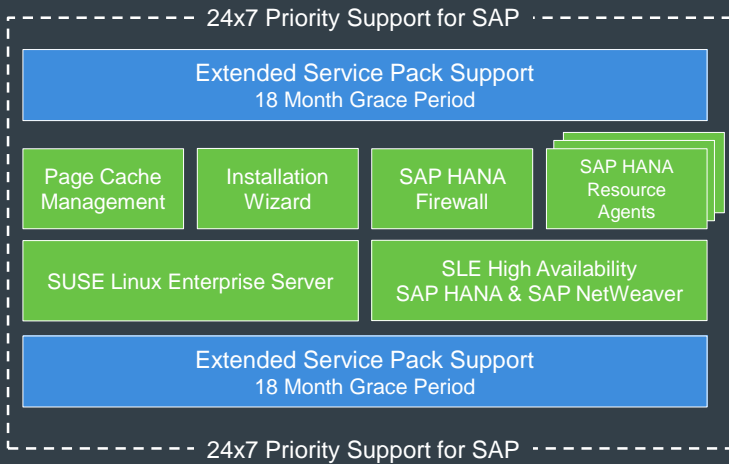 24x7 Priority Support for SAP
Extended Service Pack Support
18 Month Grace Period
Page Cache
Management
Installation
Wizard
SAP HANA
Firewall
SAP HANA
Resource
Agents
SUSE Linux Enterprise Server
SLE High Availability
SAP HANA & SAP NetWeaver
Extended Service Pack Support
18 Month Grace Period
24x7 Priority Support for SAP